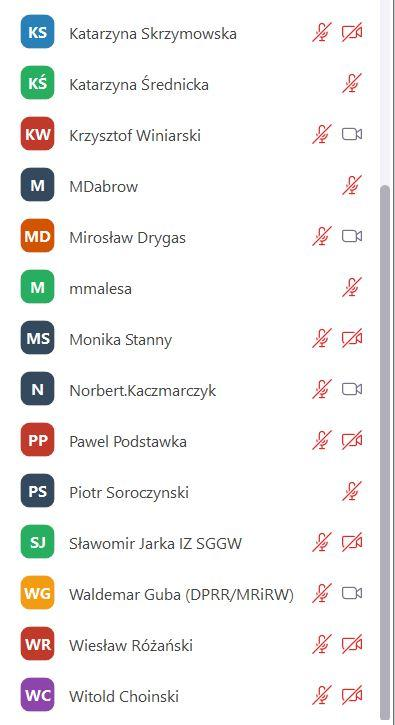 KS Katarzyna Skrzymowska
KŚ Katarzyna Średnicka
KW Krzysztof Winiarski
M MDabrow
MD Mirosław Drygas
M mmalesa
MS Monika Stanny
N Norbert.Kaczmarczyk
PP Pawel Podstawka
PS Piotr Soroczynski
SJ Sławomir Jarka IZ SGGW
WG Waldemar Guba (DPRR/MRiRW)
WR Wiesław Różański
WC Witold Choinski